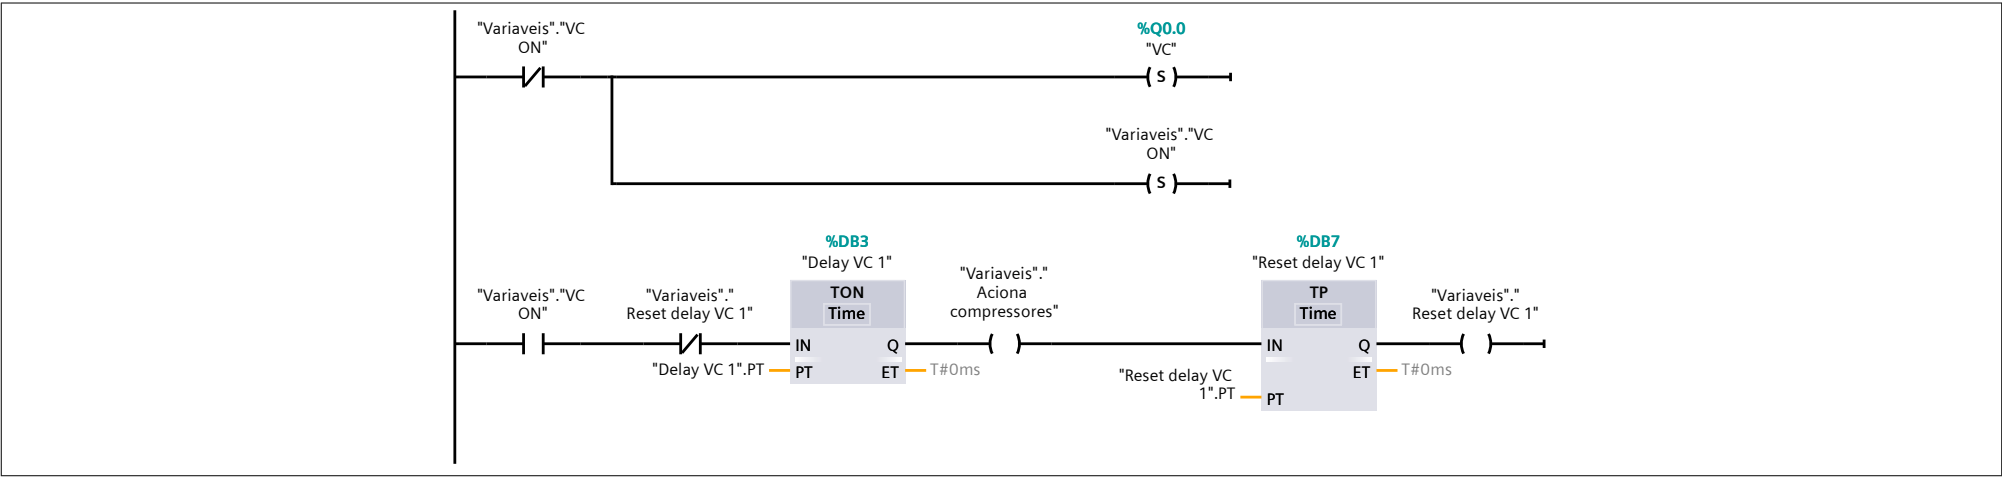 "Variaveis"."VC
ON"
%Q0.0
"VC"
S
"Variaveis"."VC
ON"
S
%DB3
"Delay VC 1"
%DB7
"Reset delay VC 1"
"Variaveis"."VC
ON"
"Variaveis"."
Reset delay VC 1"
TON
Time
IN
Q
"Delay VC 1".PT
PT
ET
T#0ms
"Variaveis"."
Aciona
compressores"
TP
Time
IN
Q
ET
T#0ms
"Reset delay VC
1".PT
PT
"Variaveis"."
Reset delay VC 1"